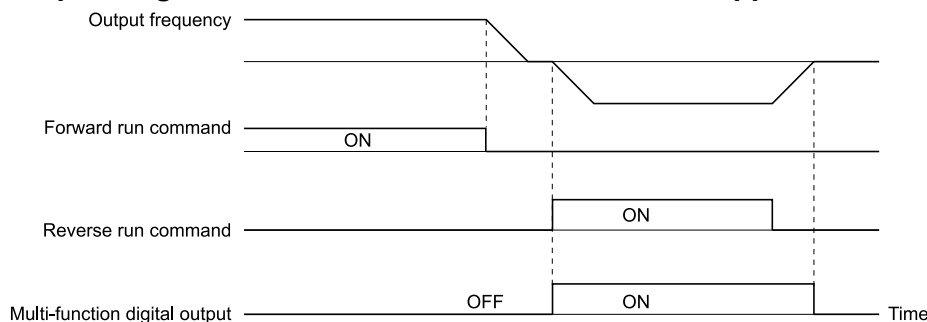 Output frequency
Forward run command
ON
Reverse run command
ON
Multi-function digital output
OFF
ON
Time